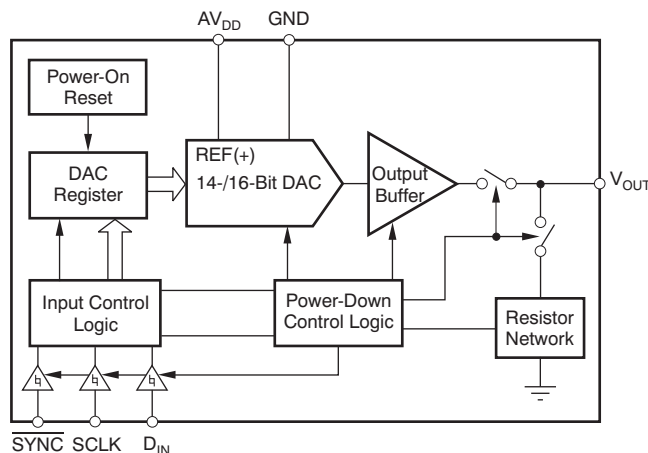 AVDD GND
Power-On
Reset
REF(+)
14-/16-Bit DAC
DAC
Register
Output
Buffer
VOUT
Input Control
Logic
Power-Down
Control Logic
Resistor
Network
SYNC SCLK DIN